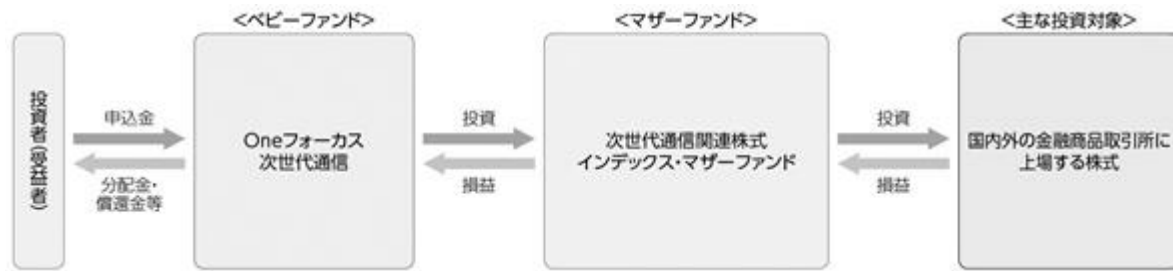 <ベビーファンド>
<マザーファンド>
<主な投資対象>
投資者(受益者)
申込金
分配金・
償還金等
Oneフォーカス
次世代通信
投資
損益
次世代通信関連株式
インデックス・マザーファンド
投資
損益
国内外の金融商品取引所に
上場する株式